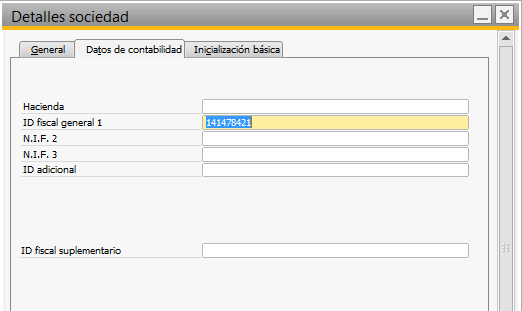 Detalles sociedad
General Datos de contabilidad Inicialización básica
Hacienda
ID fiscal general 1 141478421
N.I.F. 2
N.I.F. 3
ID adicional
ID fiscal suplementario